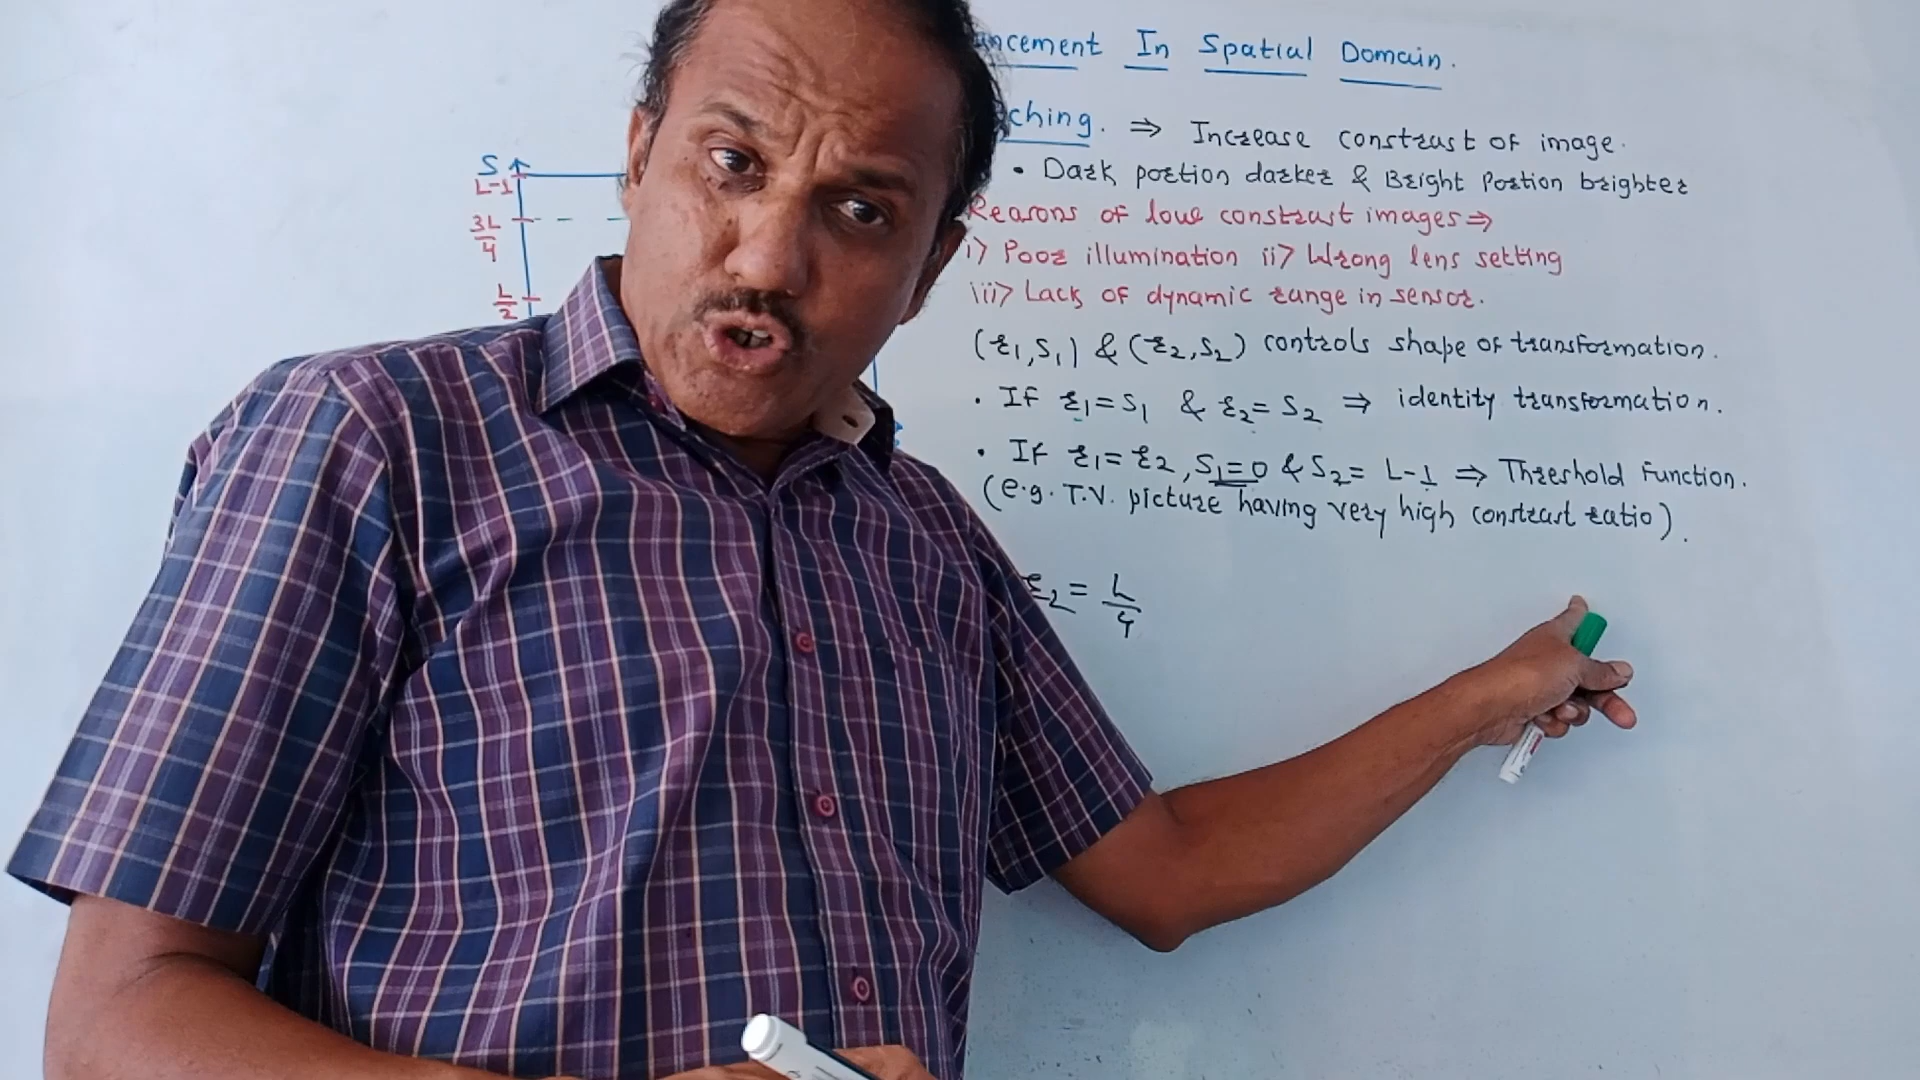 ncement In Spatial Domain.
ching. ⇒ Increase constrast of image.
• Dark portion darker & Bright Portion brighter
Reasons of low constrast images ⇒
i) Poor illumination ii) Wrong lens setting
iii) Lack of dynamic range in sensor.
(r₁,s₁) & (r₂,s₂) controls shape of transformation.
• If r₁=s₁ & r₂=s₂ ⇒ identity transformation.
• If r₁=r₂, s₁=0 & s₂=L-1 ⇒ Threshold Function.
(e.g. T.V. picture having very high constrast ratio).
r₂ = L/4
S
L-1
3L/4
L/2